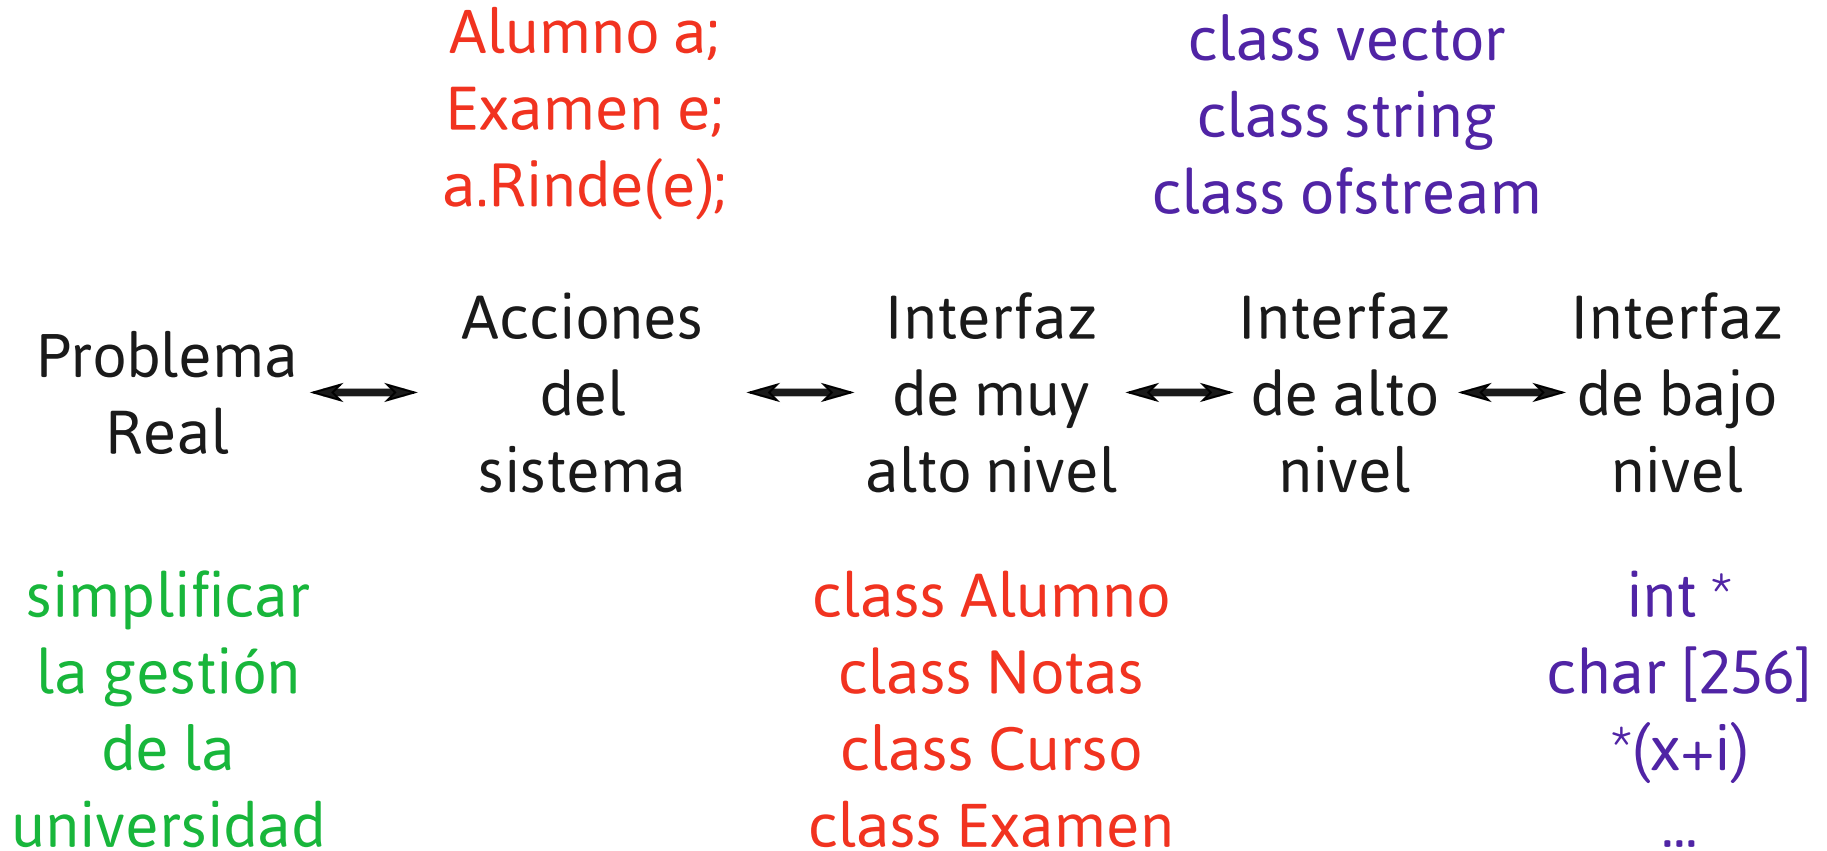 Alumno a;
Examen e;
a.Rinde(e);
class vector
class string
class ofstream
Problema
Real
Acciones
del
sistema
Interfaz
de muy
alto nivel
Interfaz
de alto
nivel
Interfaz
de bajo
nivel
simplificar
la gestión
de la
universidad
class Alumno
class Notas
class Curso
class Examen
int *
char [256]
*(x+i)
...